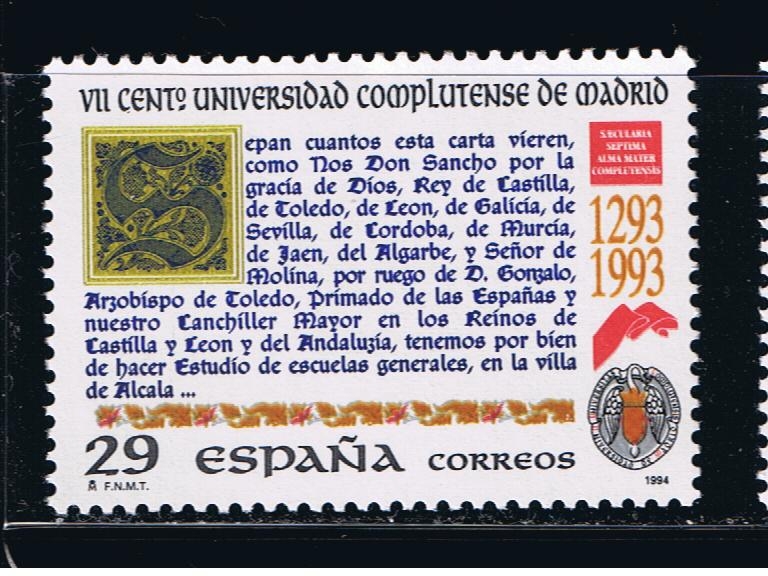 VII CENTº UNIVERSIDAD COMPLUTENSE DE MADRID
Sepan cuantos esta carta vieren,
como Nos Don Sancho por la
gracia de Dios, Rey de Castilla,
de Toledo, de Leon, de Galicia, de
Sevilla, de Cordoba, de Murcia,
de Jaen, del Algarbe, y Señor de
Molina, por ruego de D. Gonzalo,
Arzobispo de Toledo, Primado de las Españas y
nuestro Canchiller Mayor en los Reinos de
Castilla y Leon y del Andaluzia, tenemos por bien
de hacer Estudio de escuelas generales, en la villa
de Alcala ...
SÆCULARIA
SEPTIMA
ALMA MATER
COMPLUTENSIS
1293
1993
29 ESPAÑA CORREOS
F.N.M.T.
1994